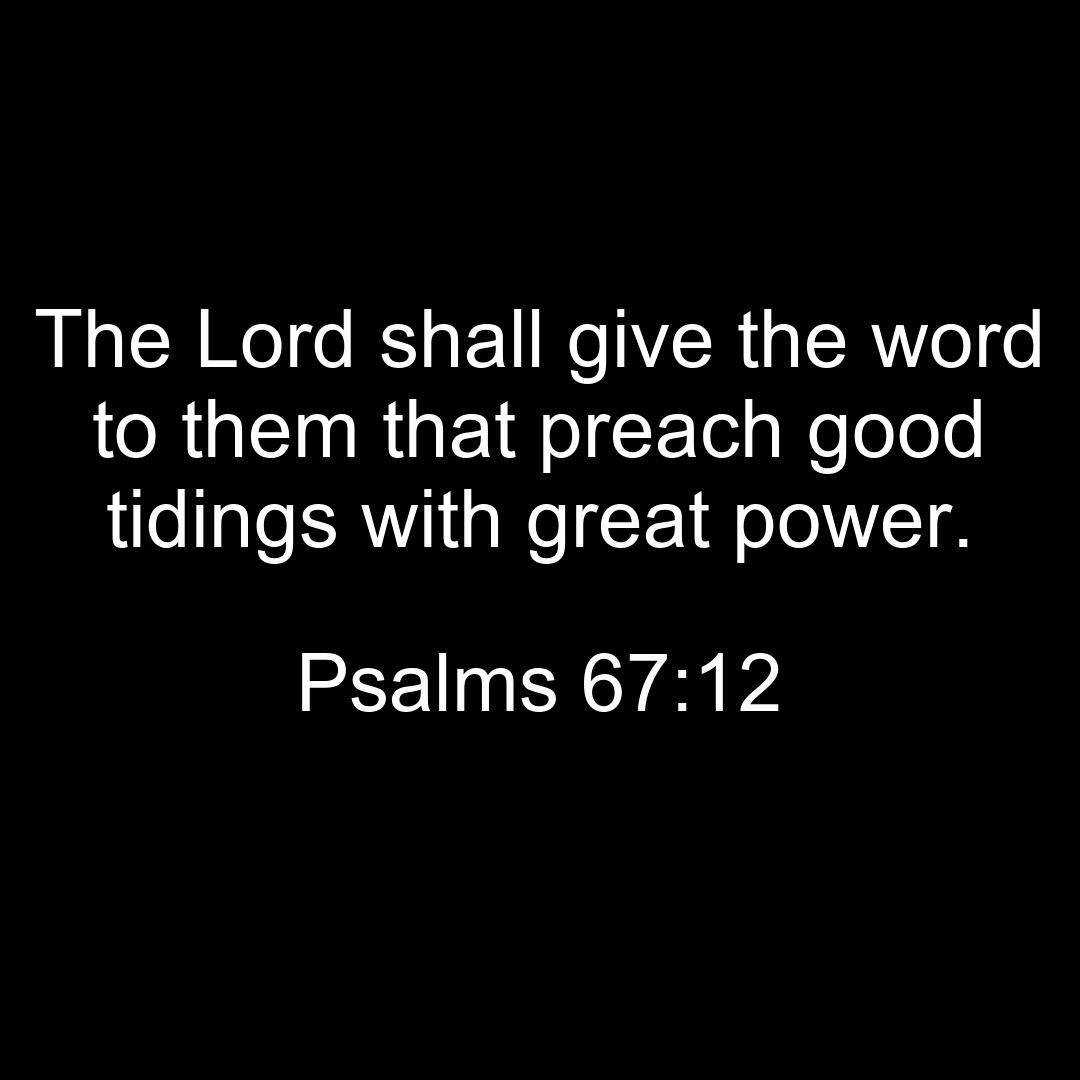 The Lord shall give the word
to them that preach good
tidings with great power.
Psalms 67:12